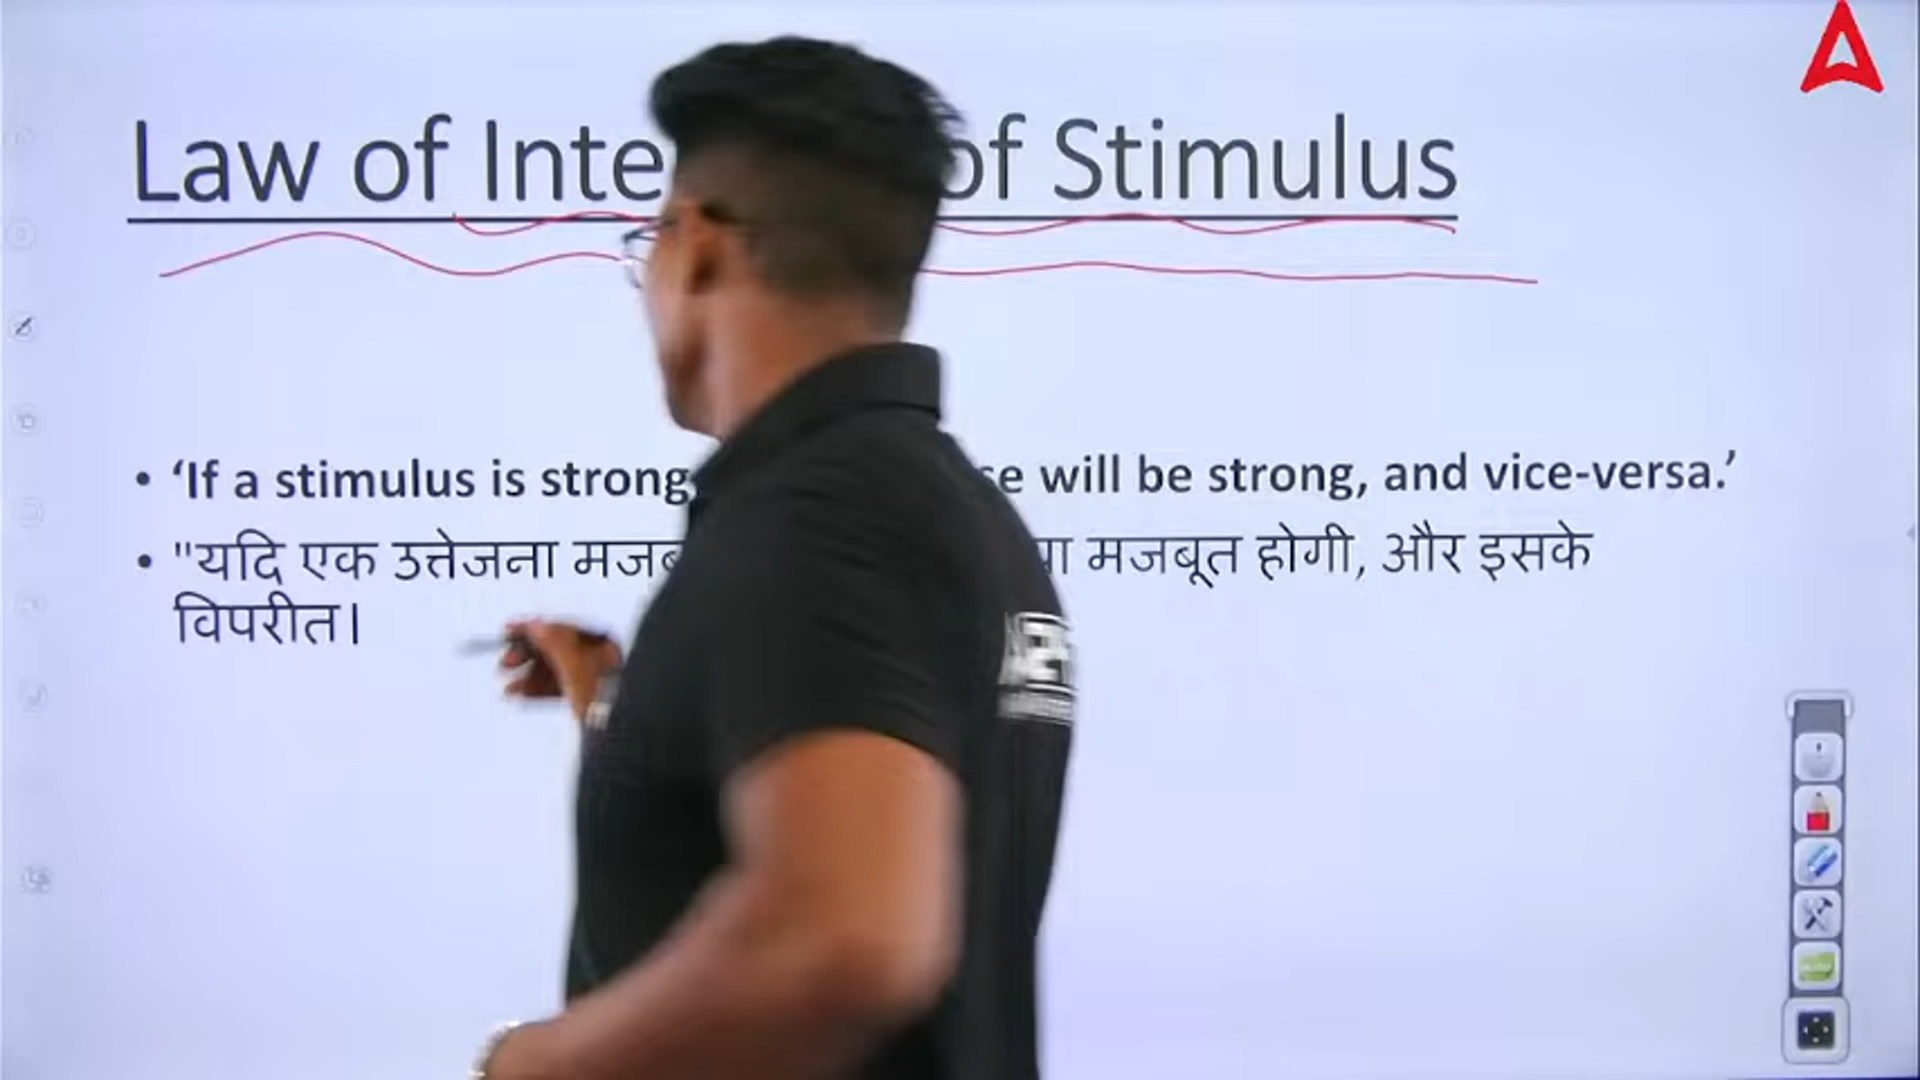 Law of Inte of Stimulus
• ‘If a stimulus is strong, se will be strong, and vice-versa.’
• "यदि एक उत्तेजना मजब या मजबूत होगी, और इसके
विपरीत।